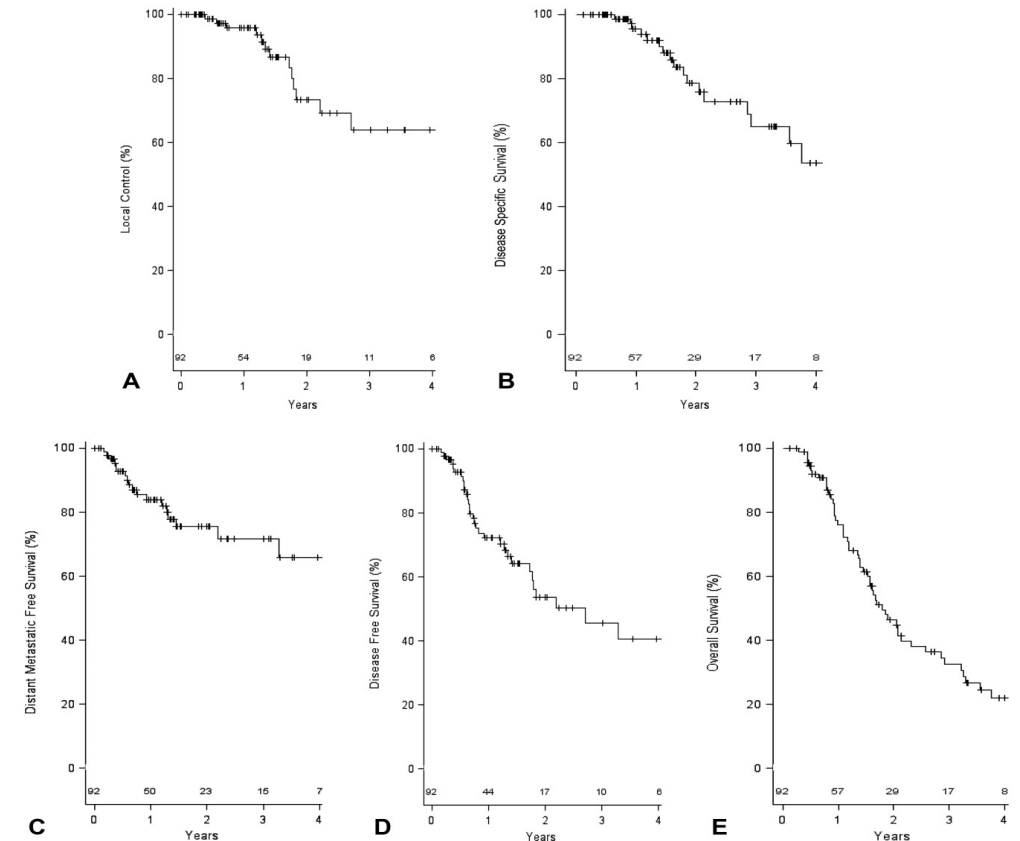 100
80
60
40
20
0
Local Control (%)
92 54 19 11 6
0 1 2 3 4
Years
A
100
80
60
40
20
0
Disease Specific Survival (%)
92 57 29 17 8
0 1 2 3 4
Years
B
100
80
60
40
20
0
Distant Metastatic Free Survival (%)
92 50 23 15 7
0 1 2 3 4
Years
C
100
80
60
40
20
0
Disease Free Survival (%)
92 44 17 10 6
0 1 2 3 4
Years
D
100
80
60
40
20
0
Overall Survival (%)
92 57 29 17 8
0 1 2 3 4
Years
E